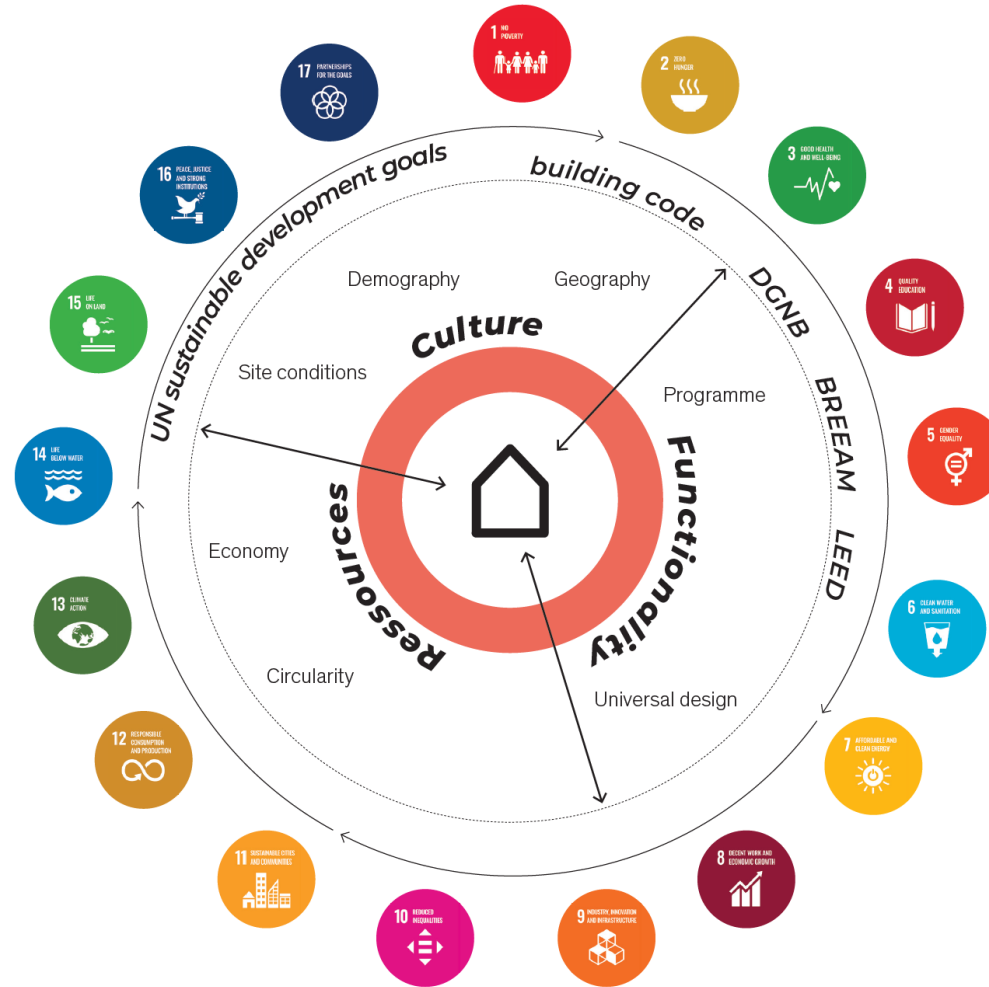 1 NO
POVERTY
2 ZERO
HUNGER
3 GOOD HEALTH
AND WELL-BEING
4 QUALITY
EDUCATION
5 GENDER
EQUALITY
6 CLEAN WATER
AND SANITATION
7 AFFORDABLE AND
CLEAN ENERGY
8 DECENT WORK AND
ECONOMIC GROWTH
9 INDUSTRY, INNOVATION
AND INFRASTRUCTURE
10 REDUCED
INEQUALITIES
11 SUSTAINABLE CITIES
AND COMMUNITIES
12 RESPONSIBLE
CONSUMPTION
AND PRODUCTION
13 CLIMATE
ACTION
14 LIFE
BELOW WATER
15 LIFE
ON LAND
16 PEACE, JUSTICE
AND STRONG
INSTITUTIONS
17 PARTNERSHIPS
FOR THE GOALS
UN sustainable development goals
building code
DGNB
BREEAM
LEED
Demography
Geography
Site conditions
Programme
Economy
Circularity
Universal design
Culture
Functionality
Ressources